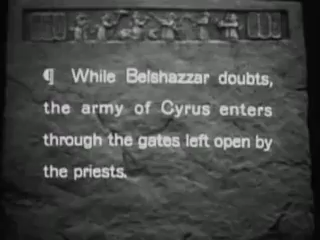 ¶ While Belshazzar doubts,
the army of Cyrus enters
through the gates left open by
the priests.